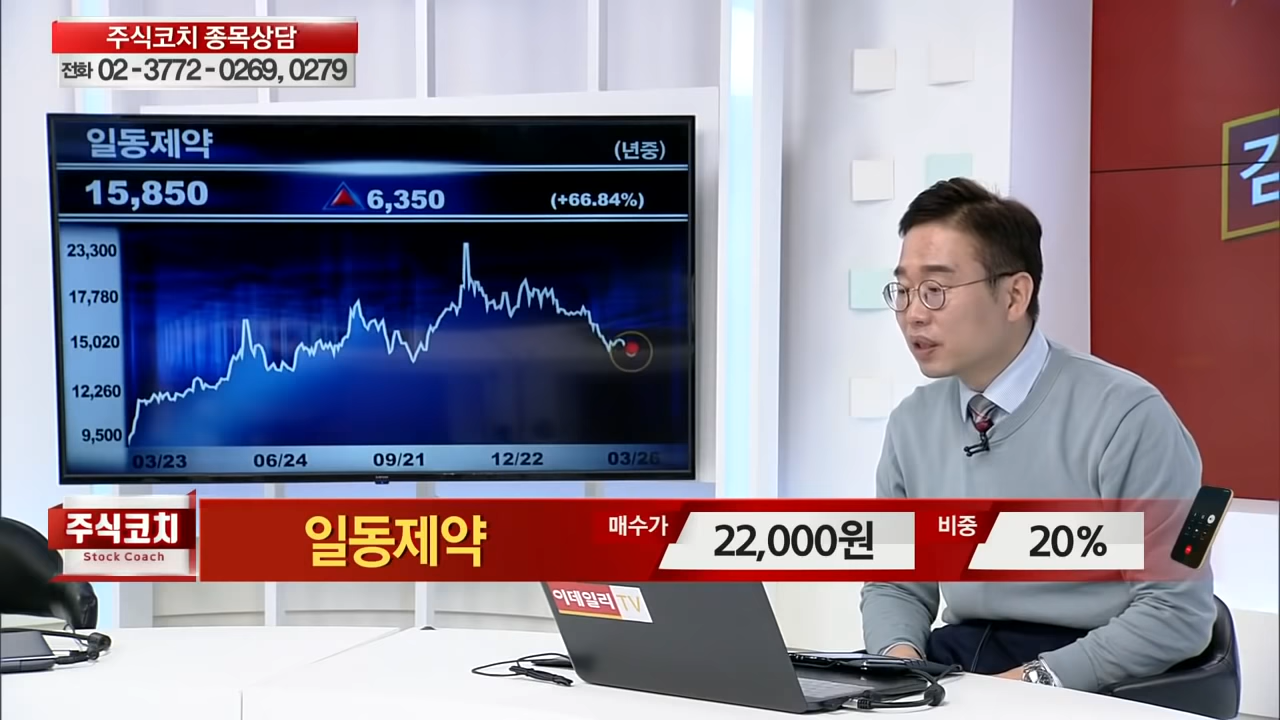 주식코치 종목상담
전화 02-3772-0269, 0279
일동제약 (년중)
15,850 ▲ 6,350 (+66.84%)
23,300
17,780
15,020
12,260
9,500
03/23 06/24 09/21 12/22 03/26
김
주식코치
Stock Coach
일동제약 매수가 22,000원 비중 20%
이데일리TV